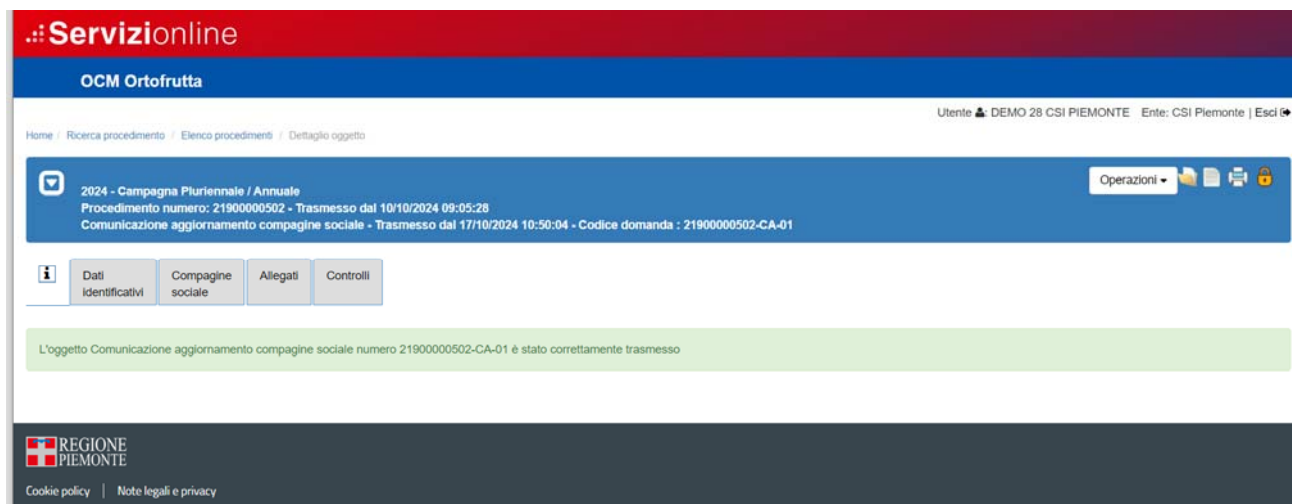 Servizionline
OCM Ortofrutta
Utente : DEMO 28 CSI PIEMONTE Ente: CSI Piemonte | Esci
Home / Ricerca procedimento / Elenco procedimenti / Dettaglio oggetto
Operazioni
2024 - Campagna Pluriennale / Annuale
Procedimento numero: 21900000502 - Trasmesso dal 10/10/2024 09:05:28
Comunicazione aggiornamento compagine sociale - Trasmesso dal 17/10/2024 10:50:04 - Codice domanda : 21900000502-CA-01
i
Dati
identificativi
Compagine
sociale
Allegati
Controlli
L'oggetto Comunicazione aggiornamento compagine sociale numero 21900000502-CA-01 è stato correttamente trasmesso
REGIONE
PIEMONTE
Cookie policy | Note legali e privacy